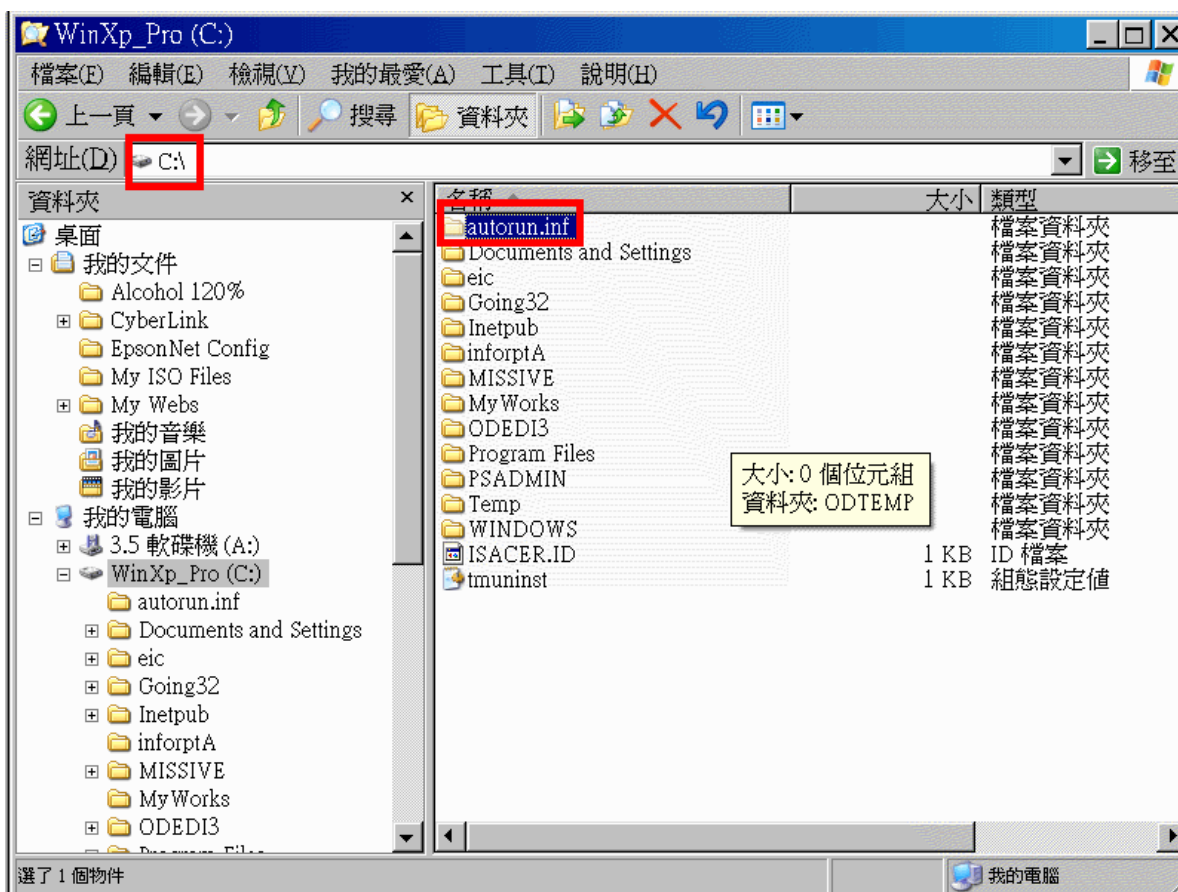 WinXp_Pro (C:)
檔案(F) 編輯(E) 檢視(V) 我的最愛(A) 工具(T) 說明(H)
上一頁 搜尋 資料夾
網址(D) C:\ 移至
資料夾
桌面
我的文件
Alcohol 120%
CyberLink
EpsonNet Config
My ISO Files
My Webs
我的音樂
我的圖片
我的影片
我的電腦
3.5 軟碟機 (A:)
WinXp_Pro (C:)
autorun.inf
Documents and Settings
eic
Going32
Inetpub
inforptA
MISSIVE
MyWorks
ODEDI3
Program Files
名稱 大小 類型
autorun.inf 檔案資料夾
Documents and Settings 檔案資料夾
eic 檔案資料夾
Going32 檔案資料夾
Inetpub 檔案資料夾
inforptA 檔案資料夾
MISSIVE 檔案資料夾
MyWorks 檔案資料夾
ODEDI3 檔案資料夾
Program Files 檔案資料夾
PSADMIN 檔案資料夾
Temp 檔案資料夾
WINDOWS 檔案資料夾
ISACER.ID 1 KB ID 檔案
tmuninst 1 KB 組態設定值
大小: 0 個位元組
資料夾: ODTEMP
選了 1 個物件 我的電腦